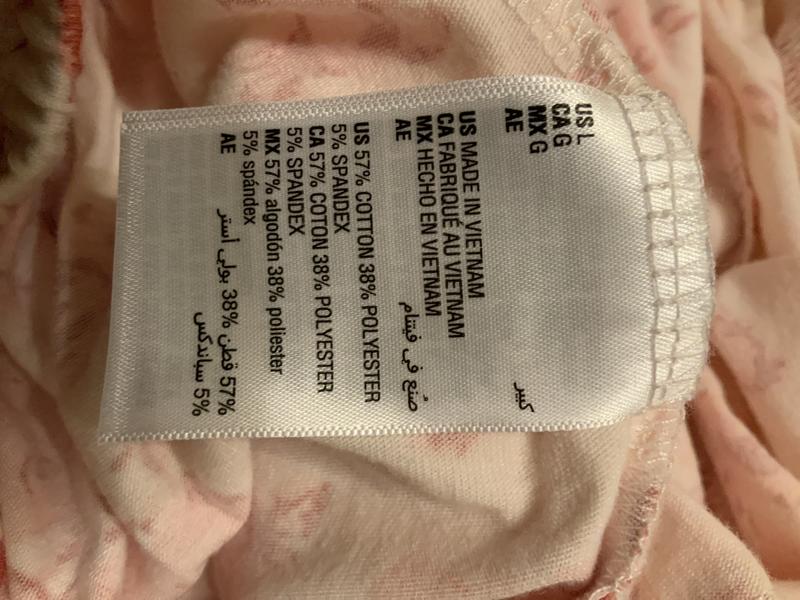 US L
CA G
MX G
AE كبير
US MADE IN VIETNAM
CA FABRIQUÉ AU VIETNAM
MX HECHO EN VIETNAM
AE صُنع في فيتنام
US 57% COTTON 38% POLYESTER
5% SPANDEX
CA 57% COTON 38% POLYESTER
5% SPANDEX
MX 57% algodón 38% poliester
5% spándex
AE 57% قطن 38% بولي أستر
5% سباندكس